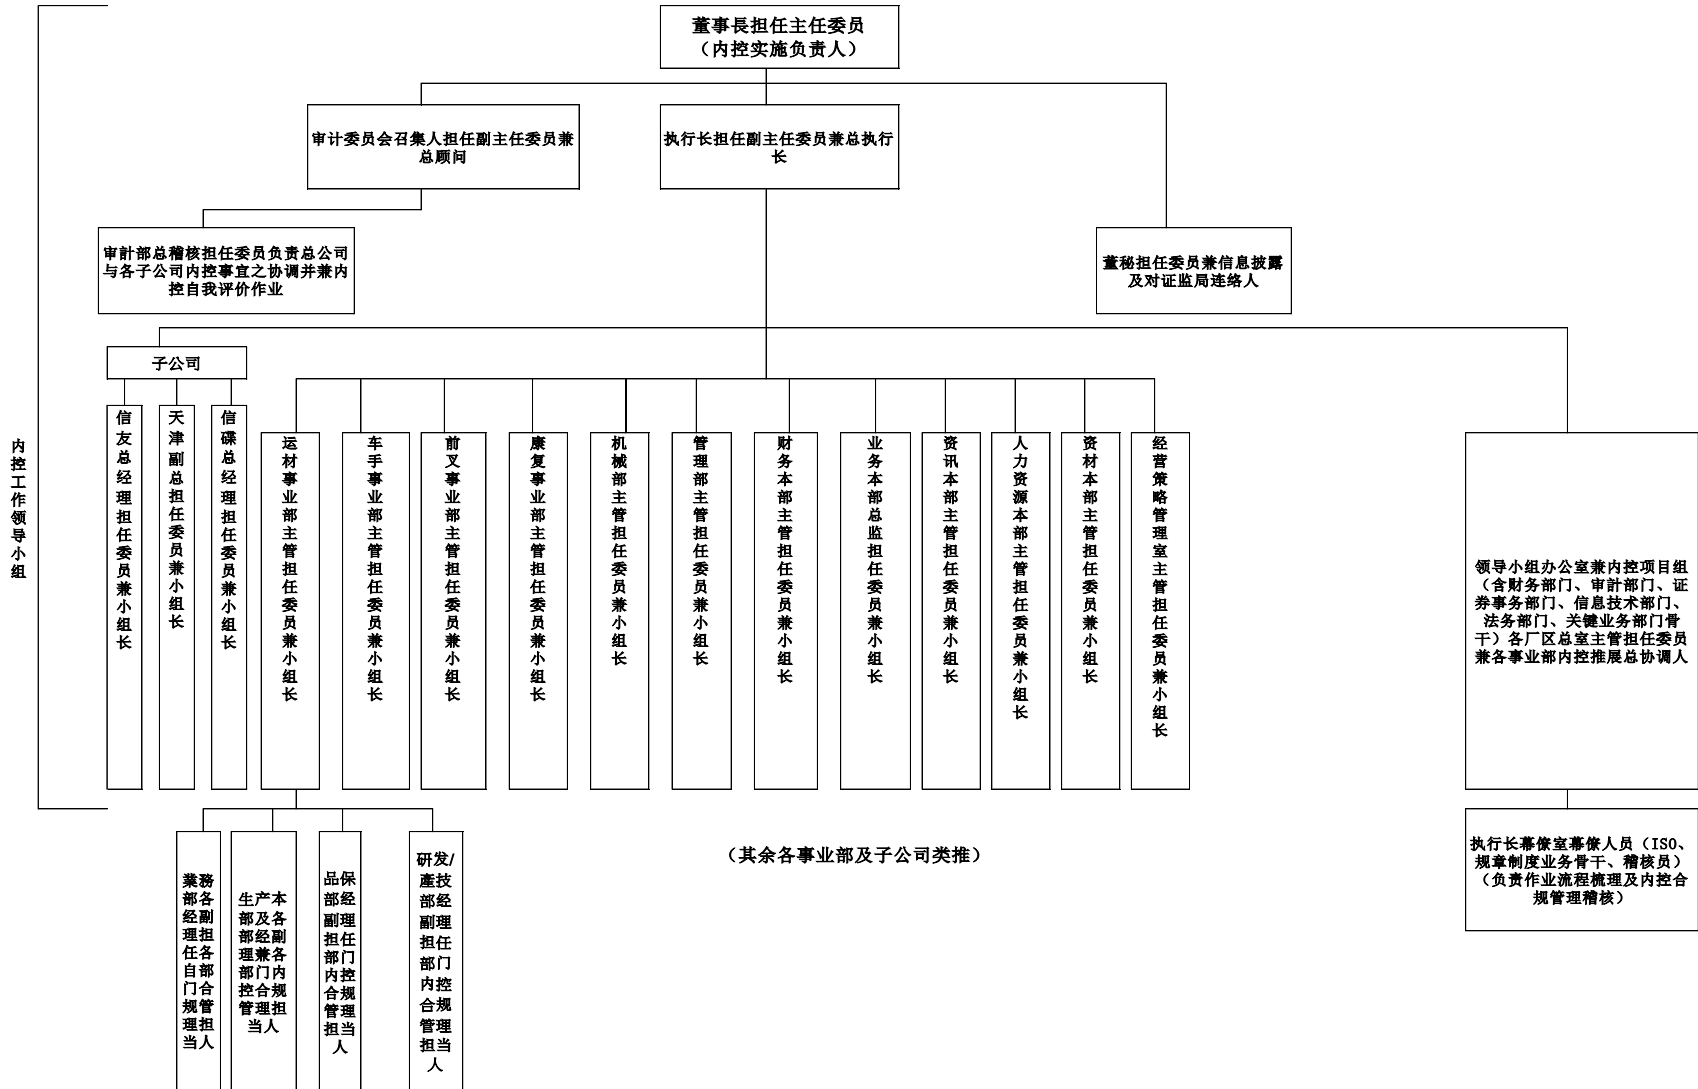 董事長担任主任委员
（内控实施负责人）
审计委员会召集人担任副主任委员兼
总顾问
执行长担任副主任委员兼总执行
长
审計部总稽核担任委员负责总公司
与各子公司内控事宜之协调并兼内
控自我评价作业
董秘担任委员兼信息披露
及对证监局连络人
子公司
内控工作领导小组
信友总经理担任委员兼小组长
天津副总担任委员兼小组长
信碟总经理担任委员兼小组长
运材事业部主管担任委员兼小组长
车手事业部主管担任委员兼小组长
前叉事业部主管担任委员兼小组长
康复事业部主管担任委员兼小组长
机械部主管担任委员兼小组长
管理部主管担任委员兼小组长
财务本部主管担任委员兼小组长
业务本部总监担任委员兼小组长
资讯本部主管担任委员兼小组长
人力资源本部主管担任委员兼小组长
资材本部主管担任委员兼小组长
经营策略管理室主管担任委员兼小组长
领导小组办公室兼内控项目组
（含财务部门、审計部门、证
券事务部门、信息技术部门、
法务部门、关键业务部门骨
干）各厂区总室主管担任委员
兼各事业部内控推展总协调人
業務
部各
经副
理担
任各
自部
门合
规管
理担
当人
生产本
部及各
部经副
理兼各
部门内
控合规
管理担
当人
品保
部经
副理
担任
部门
内控
合规
管理
担当
人
研发/
產技
部经
副理
担任
部门
内控
合规
管理
担当
人
（其余各事业部及子公司类推）
执行长幕僚室幕僚人员（ISO、
规章制度业务骨干、稽核员）
（负责作业流程梳理及内控合
规管理稽核）